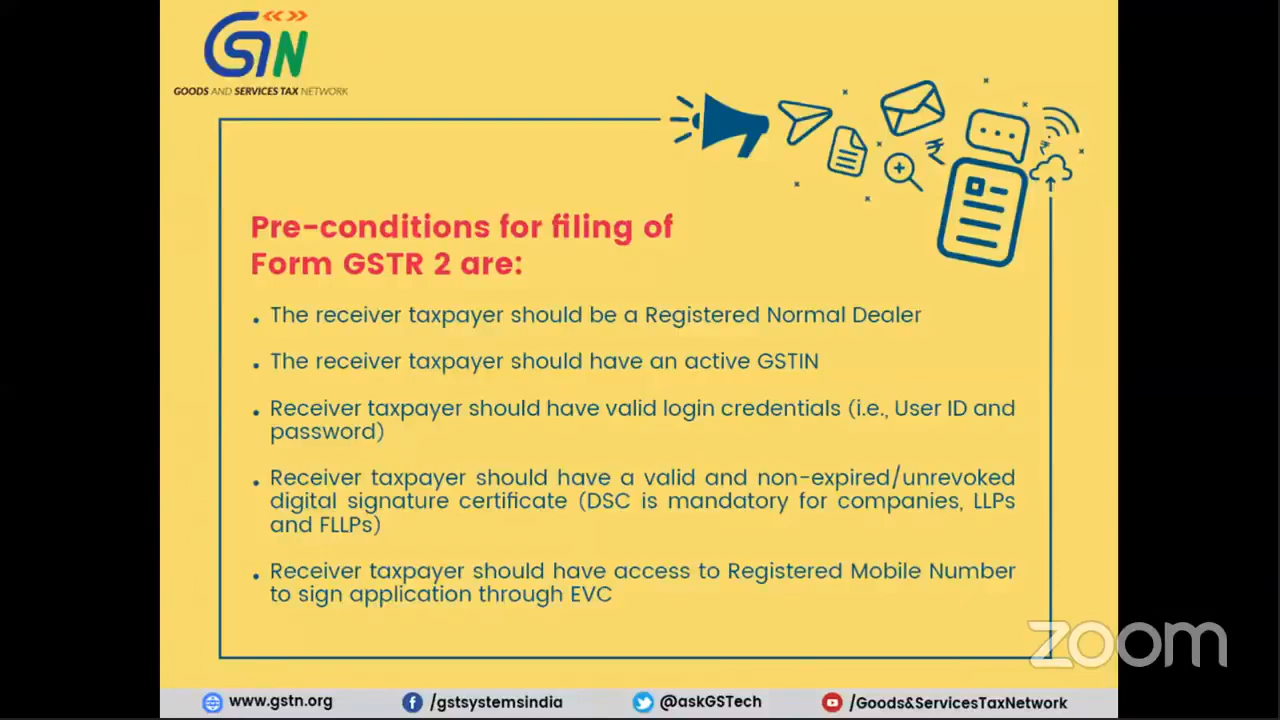 GSTN
GOODS AND SERVICES TAX NETWORK
Pre-conditions for filing of
Form GSTR 2 are:
• The receiver taxpayer should be a Registered Normal Dealer
• The receiver taxpayer should have an active GSTIN
• Receiver taxpayer should have valid login credentials (i.e., User ID and
password)
• Receiver taxpayer should have a valid and non-expired/unrevoked
digital signature certificate (DSC is mandatory for companies, LLPs
and FLLPs)
• Receiver taxpayer should have access to Registered Mobile Number
to sign application through EVC
zoom
www.gstn.org
/gstsystemsindia
@askGSTech
/Goods&ServicesTaxNetwork